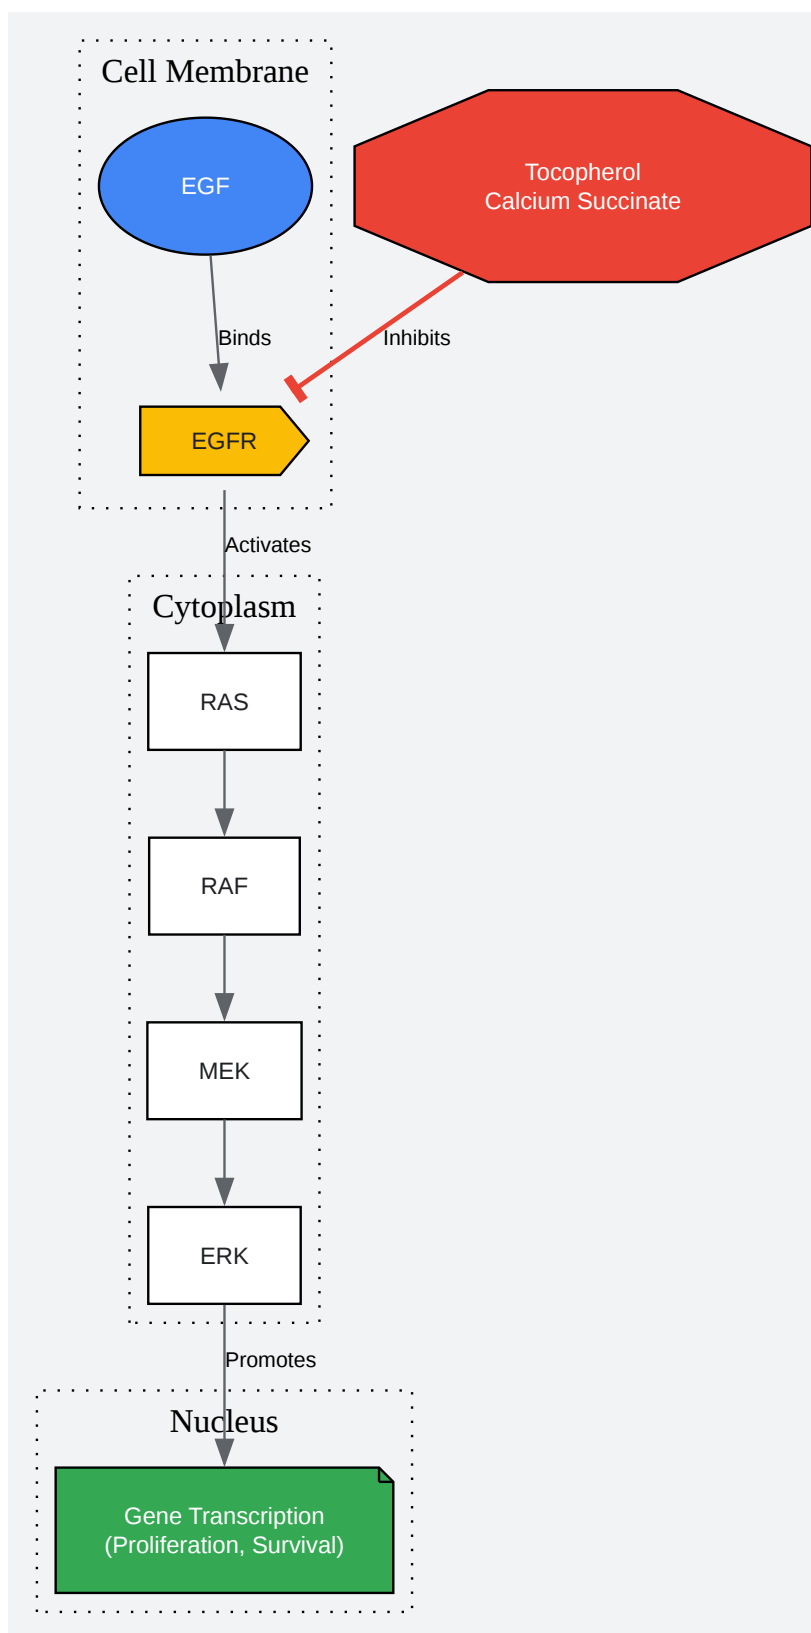 Cell Membrane
EGF
Tocopherol
Calcium Succinate
Binds
Inhibits
EGFR
Activates
Cytoplasm
RAS
RAF
MEK
ERK
Promotes
Nucleus
Gene Transcription
(Proliferation, Survival)